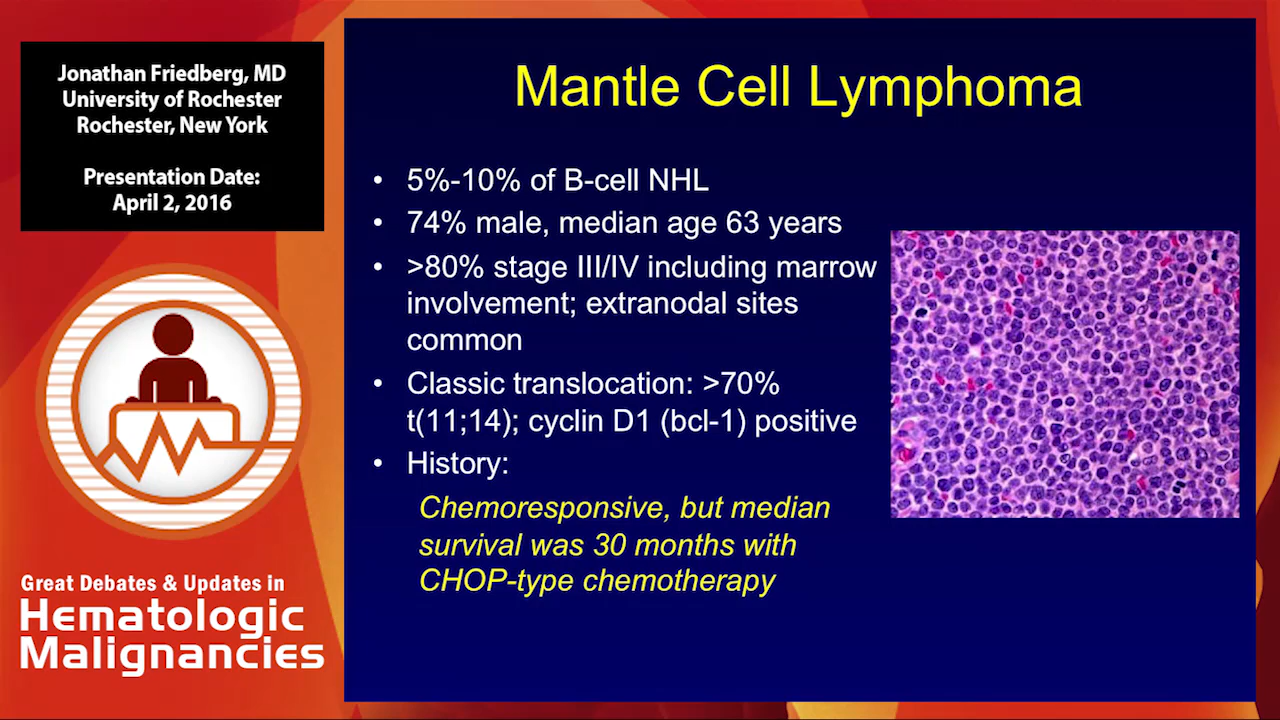 Jonathan Friedberg, MD
University of Rochester
Rochester, New York
Presentation Date:
April 2, 2016
Great Debates & Updates in
Hematologic
Malignancies
Mantle Cell Lymphoma
• 5%-10% of B-cell NHL
• 74% male, median age 63 years
• >80% stage III/IV including marrow
involvement; extranodal sites
common
• Classic translocation: >70%
t(11;14); cyclin D1 (bcl-1) positive
• History:
Chemoresponsive, but median
survival was 30 months with
CHOP-type chemotherapy